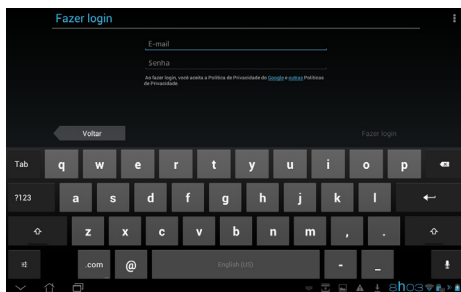 Fazer login
E-mail
Senha
Ao fazer login, você aceita a Política de Privacidade do Google e outras Políticas
de Privacidade.
Voltar
Fazer login
Tab q w e r t y u i o p
?123 a s d f g h j k l
z x c v b n m , .
.com @ English (US) - _
8h03